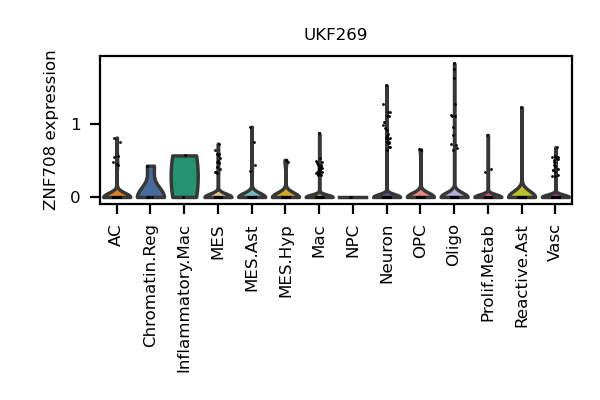 UKF269
ZNF708 expression
1
0
AC
Chromatin.Reg
Inflammatory.Mac
MES
MES.Ast
MES.Hyp
Mac
NPC
Neuron
OPC
Oligo
Prolif.Metab
Reactive.Ast
Vasc